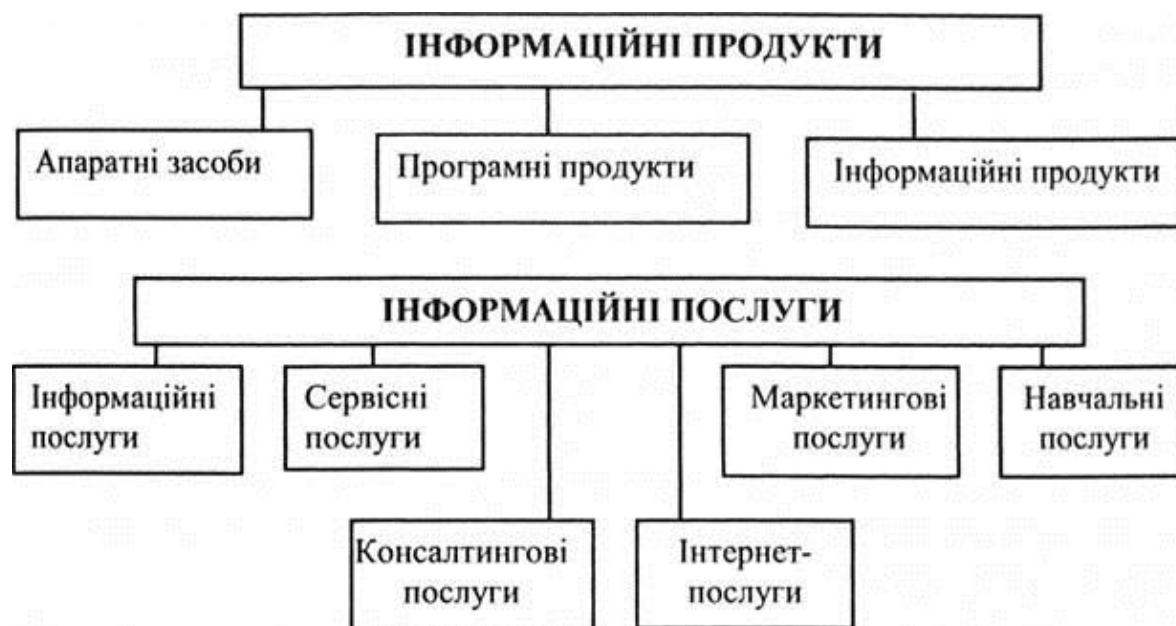 ІНФОРМАЦІЙНІ ПРОДУКТИ
Апаратні засоби
Програмні продукти
Інформаційні продукти
ІНФОРМАЦІЙНІ ПОСЛУГИ
Інформаційні
послуги
Сервісні
послуги
Маркетингові
послуги
Навчальні
послуги
Консалтингові
послуги
Інтернет-
послуги